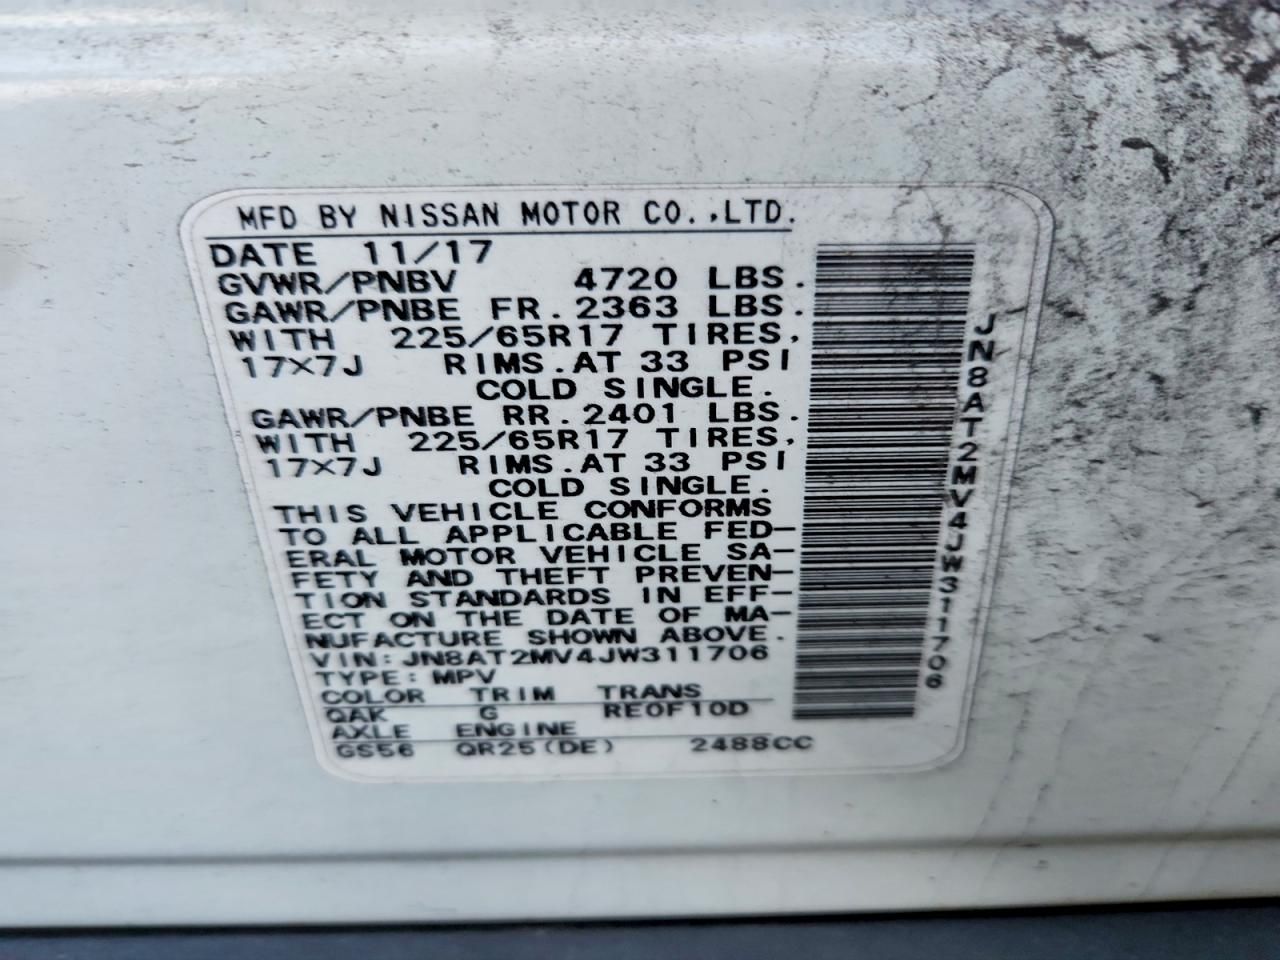 MFD BY NISSAN MOTOR CO.,LTD.
DATE 11/17
GVWR/PNBV 4720 LBS.
GAWR/PNBE FR. 2363 LBS.
WITH 225/65R17 TIRES,
17X7J RIMS.AT 33 PSI
COLD SINGLE.
GAWR/PNBE RR. 2401 LBS.
WITH 225/65R17 TIRES,
17X7J RIMS.AT 33 PSI
COLD SINGLE.
THIS VEHICLE CONFORMS
TO ALL APPLICABLE FED-
ERAL MOTOR VEHICLE SA-
FETY AND THEFT PREVEN-
TION STANDARDS IN EFF-
ECT ON THE DATE OF MA-
NUFACTURE SHOWN ABOVE.
VIN: JN8AT2MV4JW311706
TYPE: MPV
COLOR TRIM TRANS
QAK G RE0F10D
AXLE ENGINE
GS56 QR25(DE) 2488CC
JN8AT2MV4JW311706